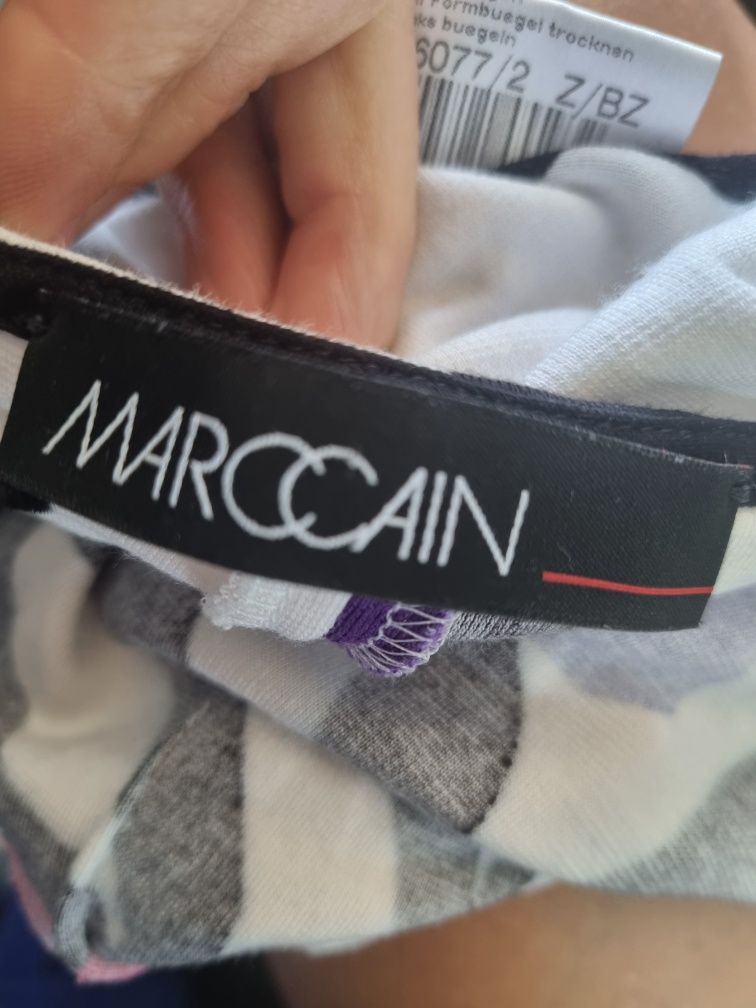 Formbuegel trocknen
buegeln
6077/2 Z/BZ
MARCCAIN